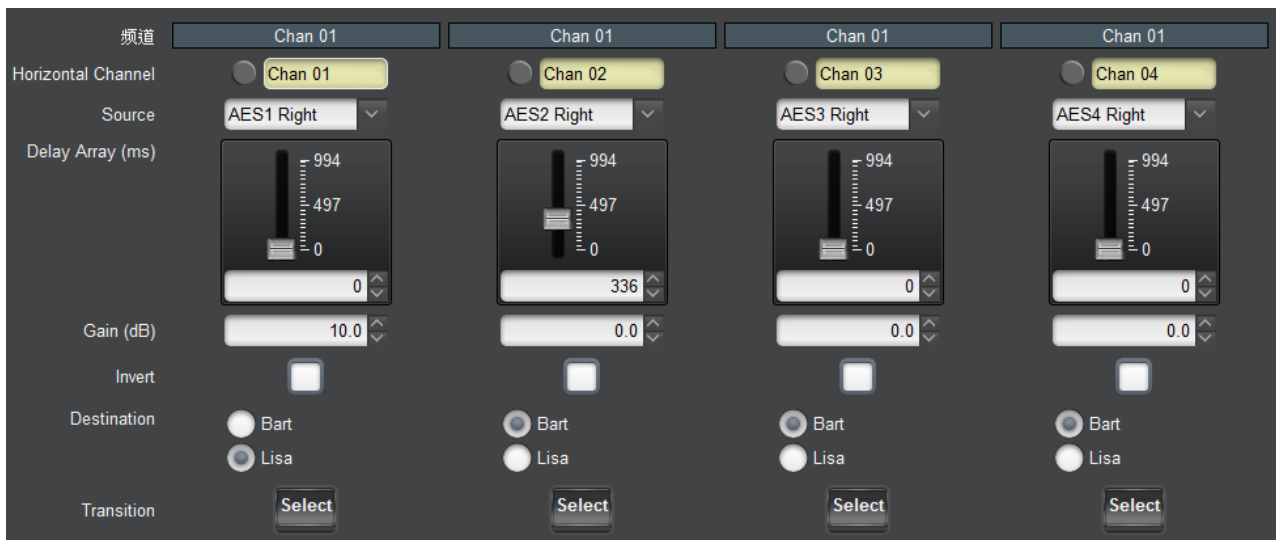 频道 Chan 01 Chan 01 Chan 01 Chan 01
Horizontal Channel Chan 01 Chan 02 Chan 03 Chan 04
Source AES1 Right AES2 Right AES3 Right AES4 Right
Delay Array (ms) 994 994 994 994
497 497 497 497
0 0 0 0
0 336 0 0
Gain (dB) 10.0 0.0 0.0 0.0
Invert
Destination Bart Bart Bart Bart
Lisa Lisa Lisa Lisa
Transition Select Select Select Select